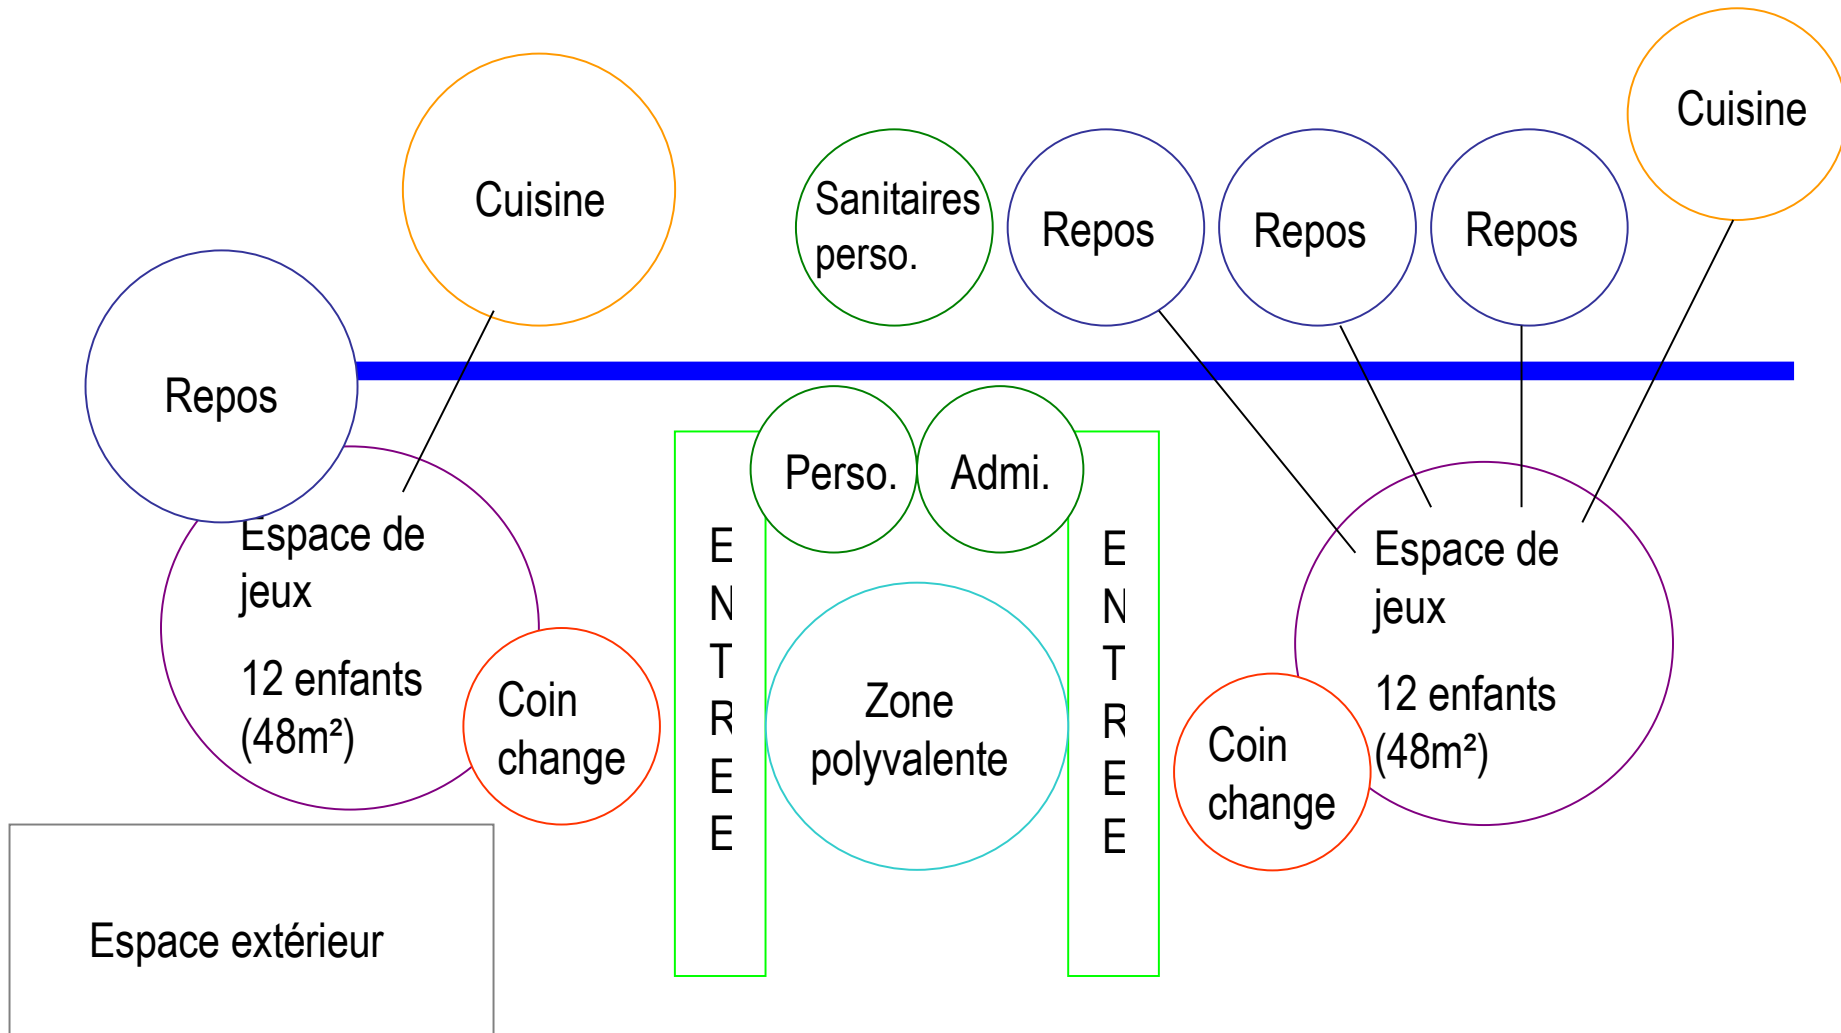 Cuisine
Cuisine
Sanitaires
perso.
Repos
Repos
Repos
Repos
Perso.
Admi.
Espace de
jeux
12 enfants
(48m²)
Coin
change
E
N
T
R
E
E
Zone
polyvalente
E
N
T
R
E
E
Espace de
jeux
12 enfants
(48m²)
Coin
change
Espace extérieur